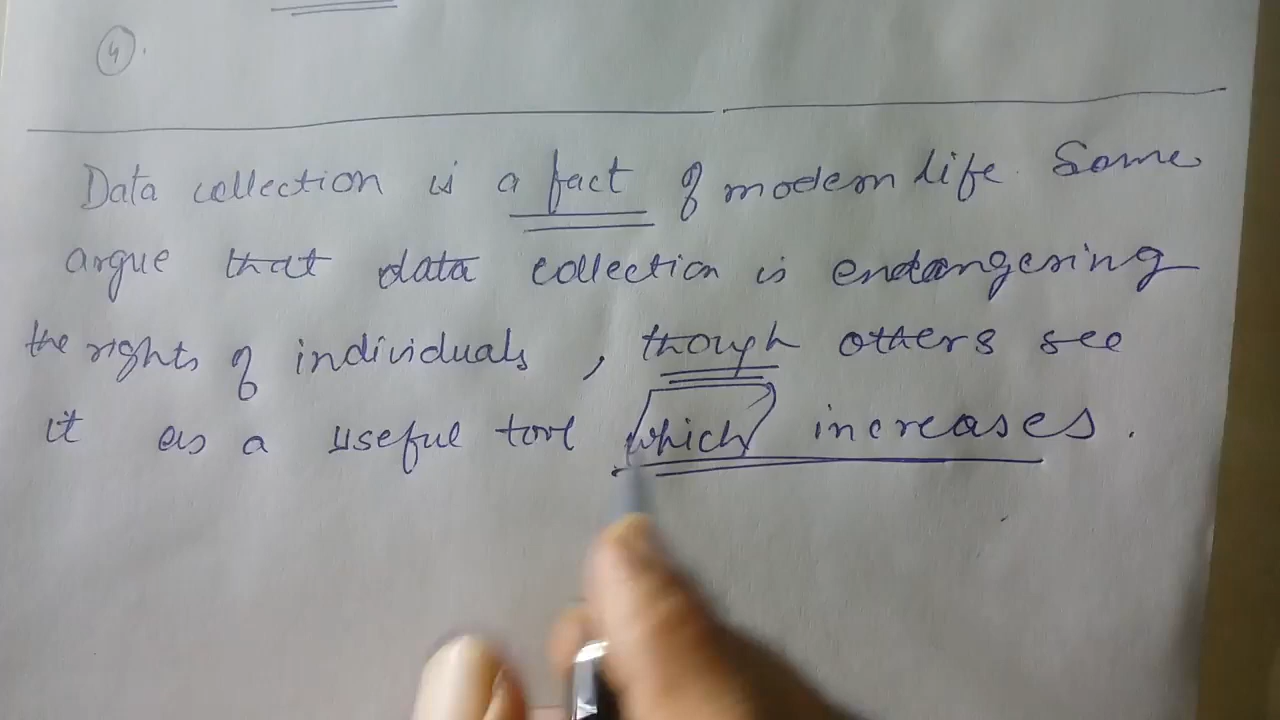 4.
Data collection is a fact of modern life. Some
argue that data collection is endangering
the rights of individuals, though others see
it as a useful tool which increases.